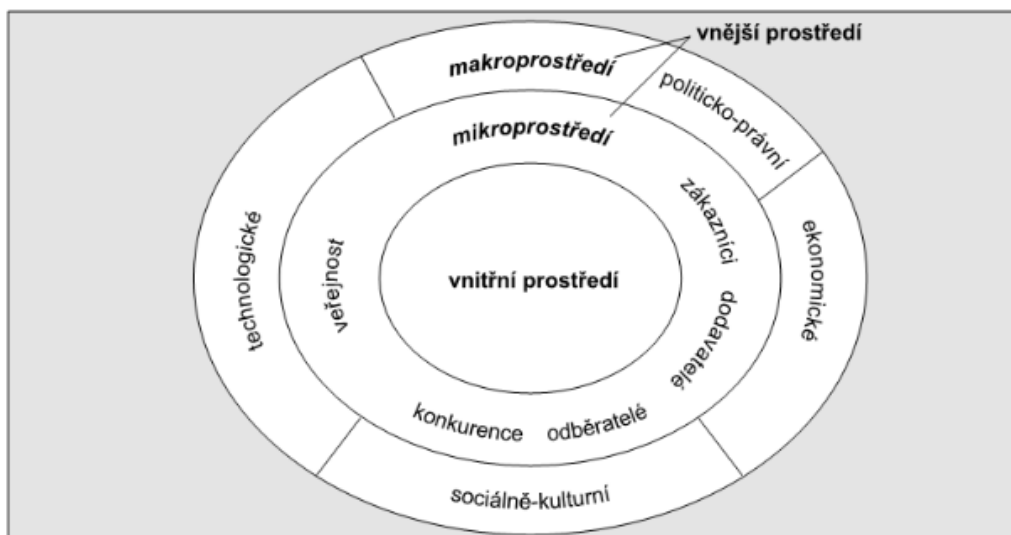 vnější prostředí
makroprostředí
politicko-právní
mikroprostředí
zákazníci
technologické
veřejnost
vnitřní prostředí
ekonomické
dodavatelé
konkurence
odběratelé
sociálně-kulturní